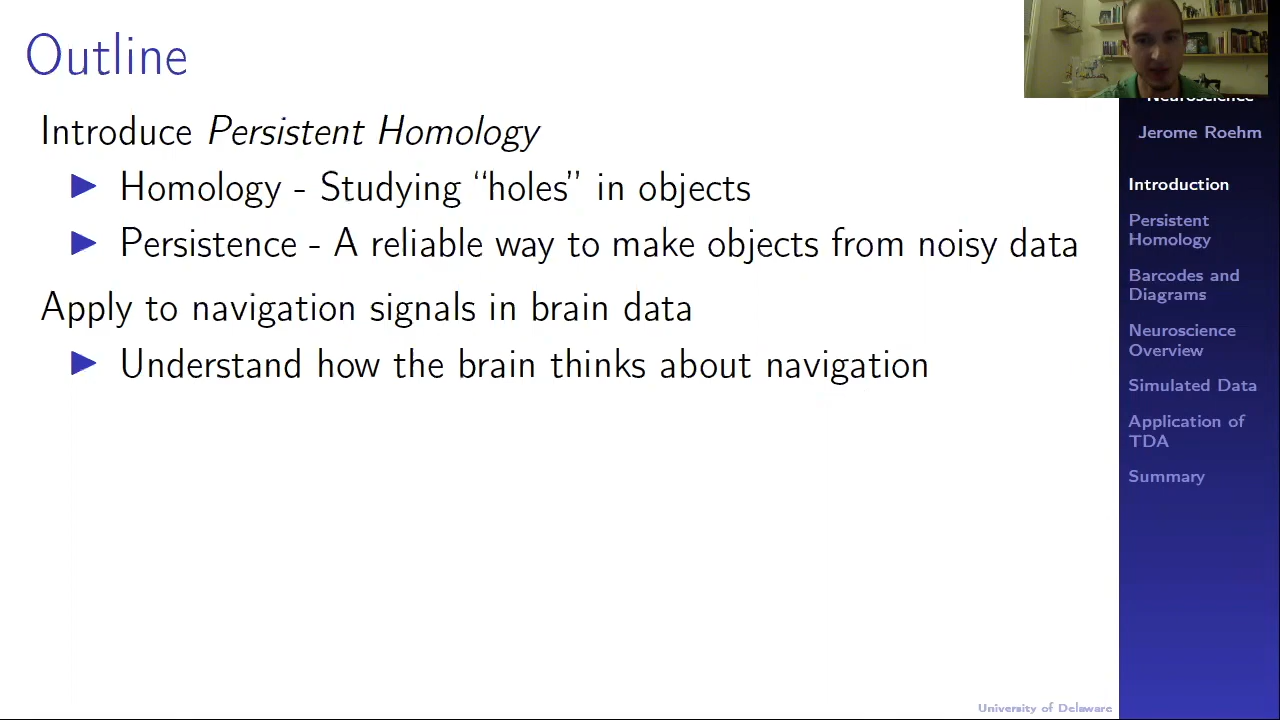 Outline
Introduce Persistent Homology
Homology - Studying “holes” in objects
Persistence - A reliable way to make objects from noisy data
Apply to navigation signals in brain data
Understand how the brain thinks about navigation
Neuroscience
Jerome Roehm
Introduction
Persistent
Homology
Barcodes and
Diagrams
Neuroscience
Overview
Simulated Data
Application of
TDA
Summary
University of Delaware